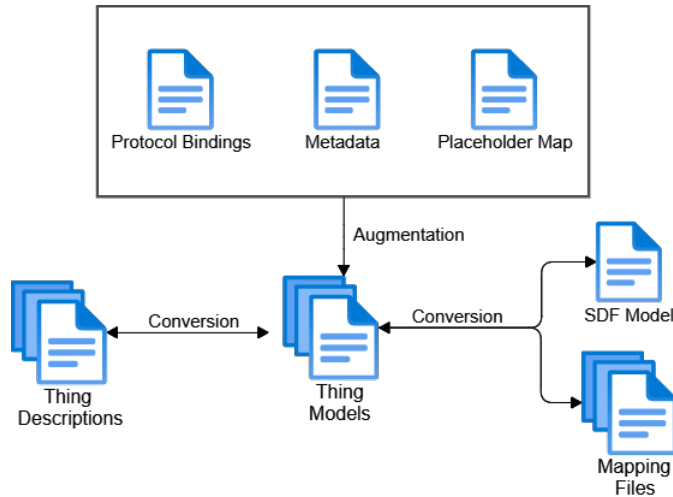 Protocol Bindings
Metadata
Placeholder Map
Augmentation
Conversion
Conversion
SDF Model
Thing
Descriptions
Thing
Models
Mapping
Files